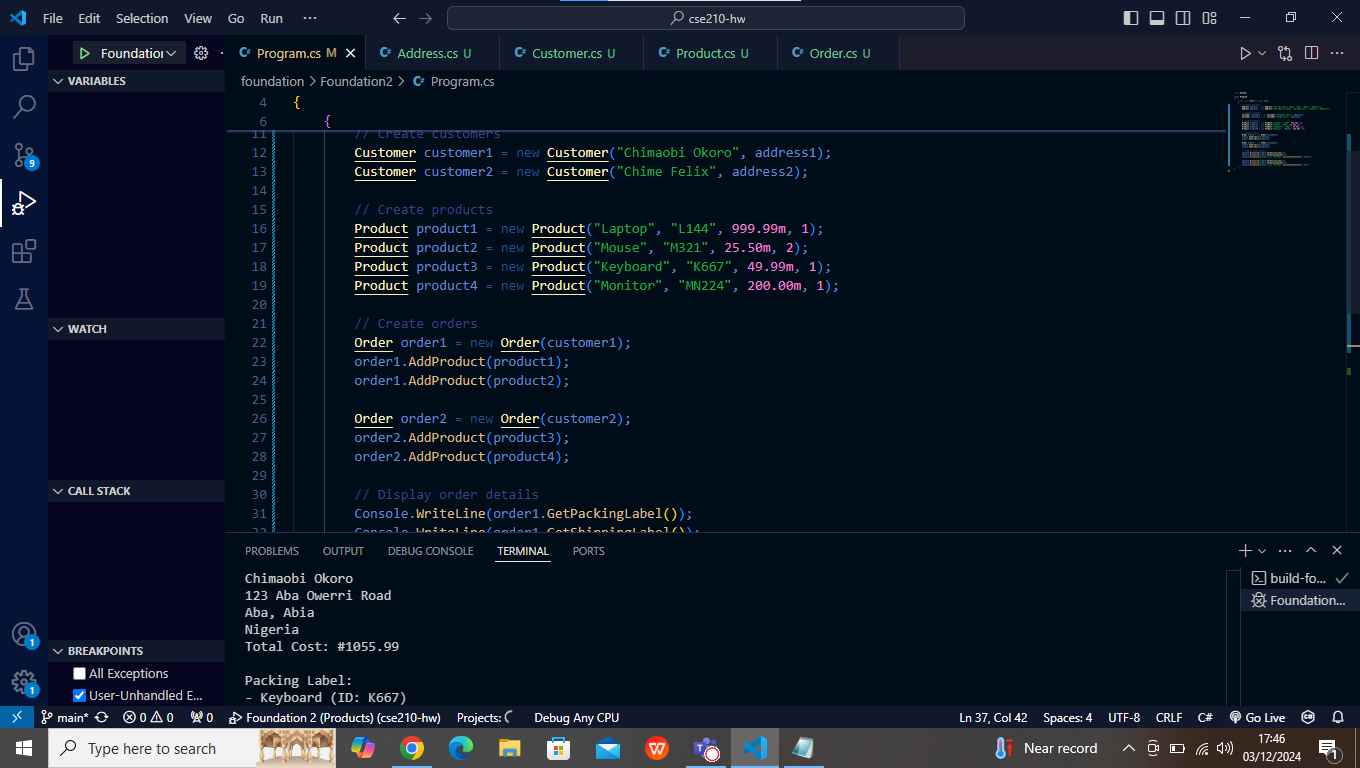 File Edit Selection View Go Run ··· cse210-hw
Foundation
Program.cs M Address.cs U Customer.cs U Product.cs U Order.cs U
foundation > Foundation2 > Program.cs
VARIABLES
WATCH
CALL STACK
BREAKPOINTS
All Exceptions
User-Unhandled E...
9
1
1
4 {
6 {
11 // Create customers
12 Customer customer1 = new Customer("Chimaobi Okoro", address1);
13 Customer customer2 = new Customer("Chime Felix", address2);
14
15 // Create products
16 Product product1 = new Product("Laptop", "L144", 999.99m, 1);
17 Product product2 = new Product("Mouse", "M321", 25.50m, 2);
18 Product product3 = new Product("Keyboard", "K667", 49.99m, 1);
19 Product product4 = new Product("Monitor", "MN224", 200.00m, 1);
20
21 // Create orders
22 Order order1 = new Order(customer1);
23 order1.AddProduct(product1);
24 order1.AddProduct(product2);
25
26 Order order2 = new Order(customer2);
27 order2.AddProduct(product3);
28 order2.AddProduct(product4);
29
30 // Display order details
31 Console.WriteLine(order1.GetPackingLabel());
32 Console.WriteLine(order1.GetShippingLabel());
PROBLEMS OUTPUT DEBUG CONSOLE TERMINAL PORTS
Chimaobi Okoro
123 Aba Owerri Road
Aba, Abia
Nigeria
Total Cost: #1055.99
Packing Label:
- Keyboard (ID: K667)
build-fo...
Foundation...
main* 0 0 0 Foundation 2 (Products) (cse210-hw) Projects: Debug Any CPU Ln 37, Col 42 Spaces: 4 UTF-8 CRLF C# Go Live
Type here to search
Near record
17:46
03/12/2024
1